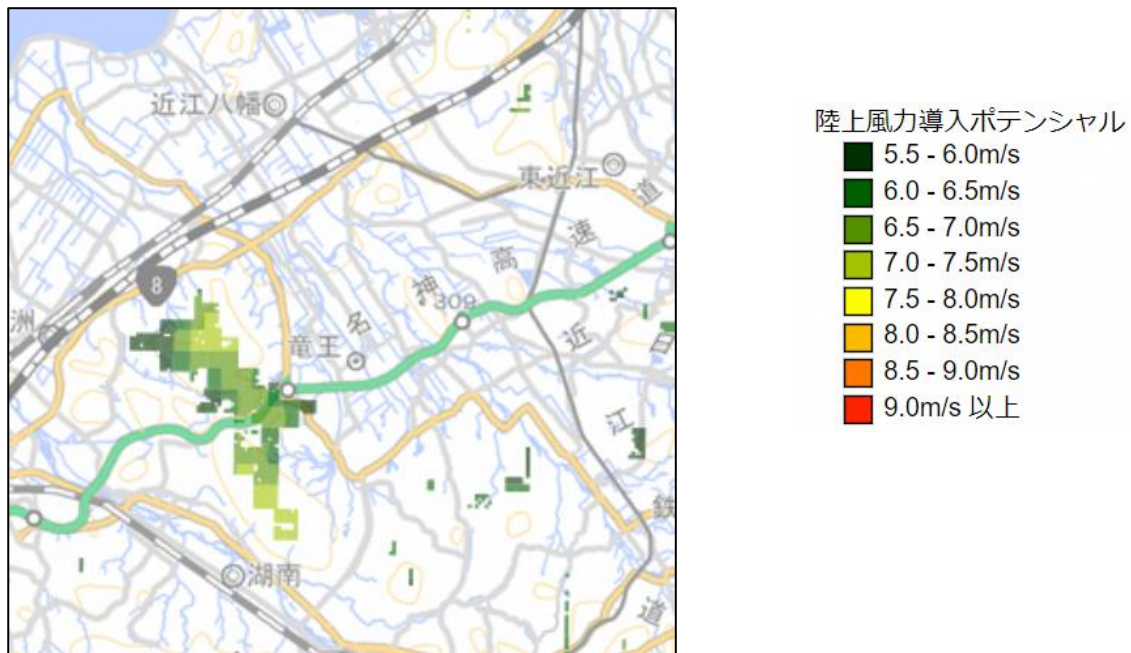 近江八幡
東近江
道
速
高
神
309
名
8
竜王
洲
近
江
鉄
道
湖南
陸上風力導入ポテンシャル
5.5 - 6.0m/s
6.0 - 6.5m/s
6.5 - 7.0m/s
7.0 - 7.5m/s
7.5 - 8.0m/s
8.0 - 8.5m/s
8.5 - 9.0m/s
9.0m/s 以上